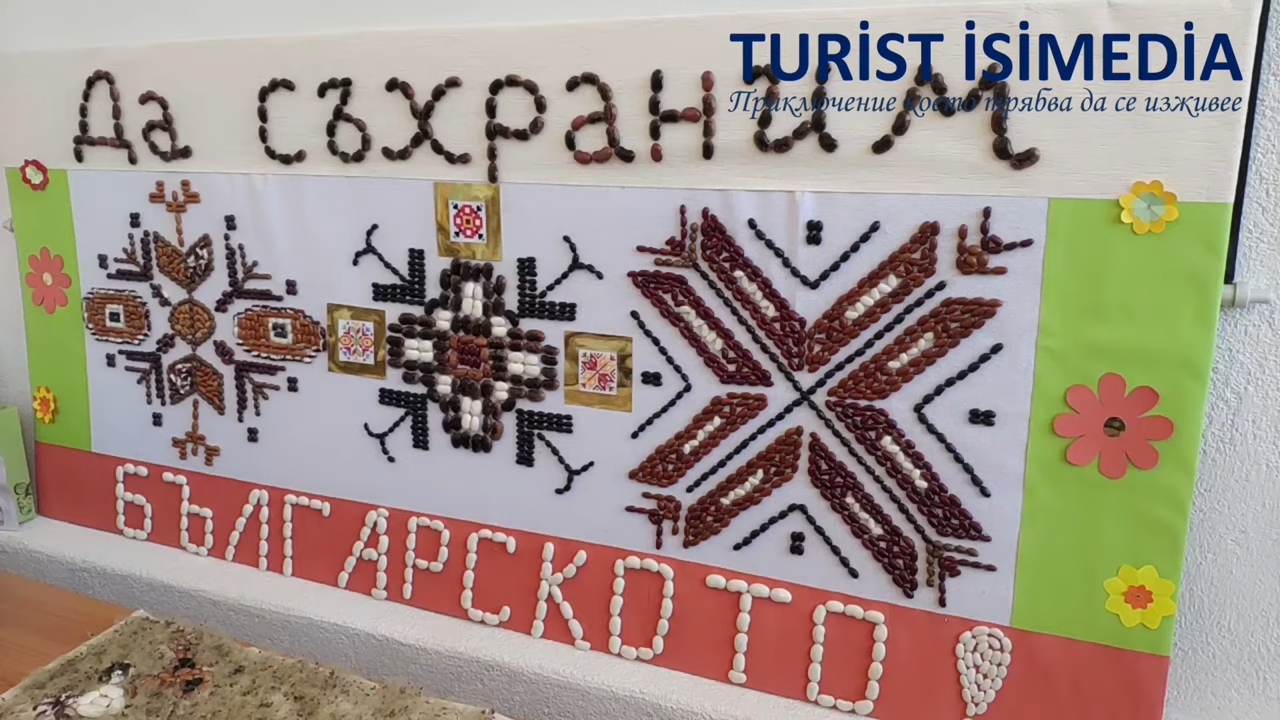 TURİST İSİMEDİA
Приключение което трябва да се изживее
Да съхраним
БЪЛГАРСКОТО!